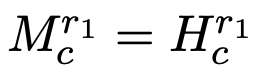 $M_c^{r_1} = H_c^{r_1}$